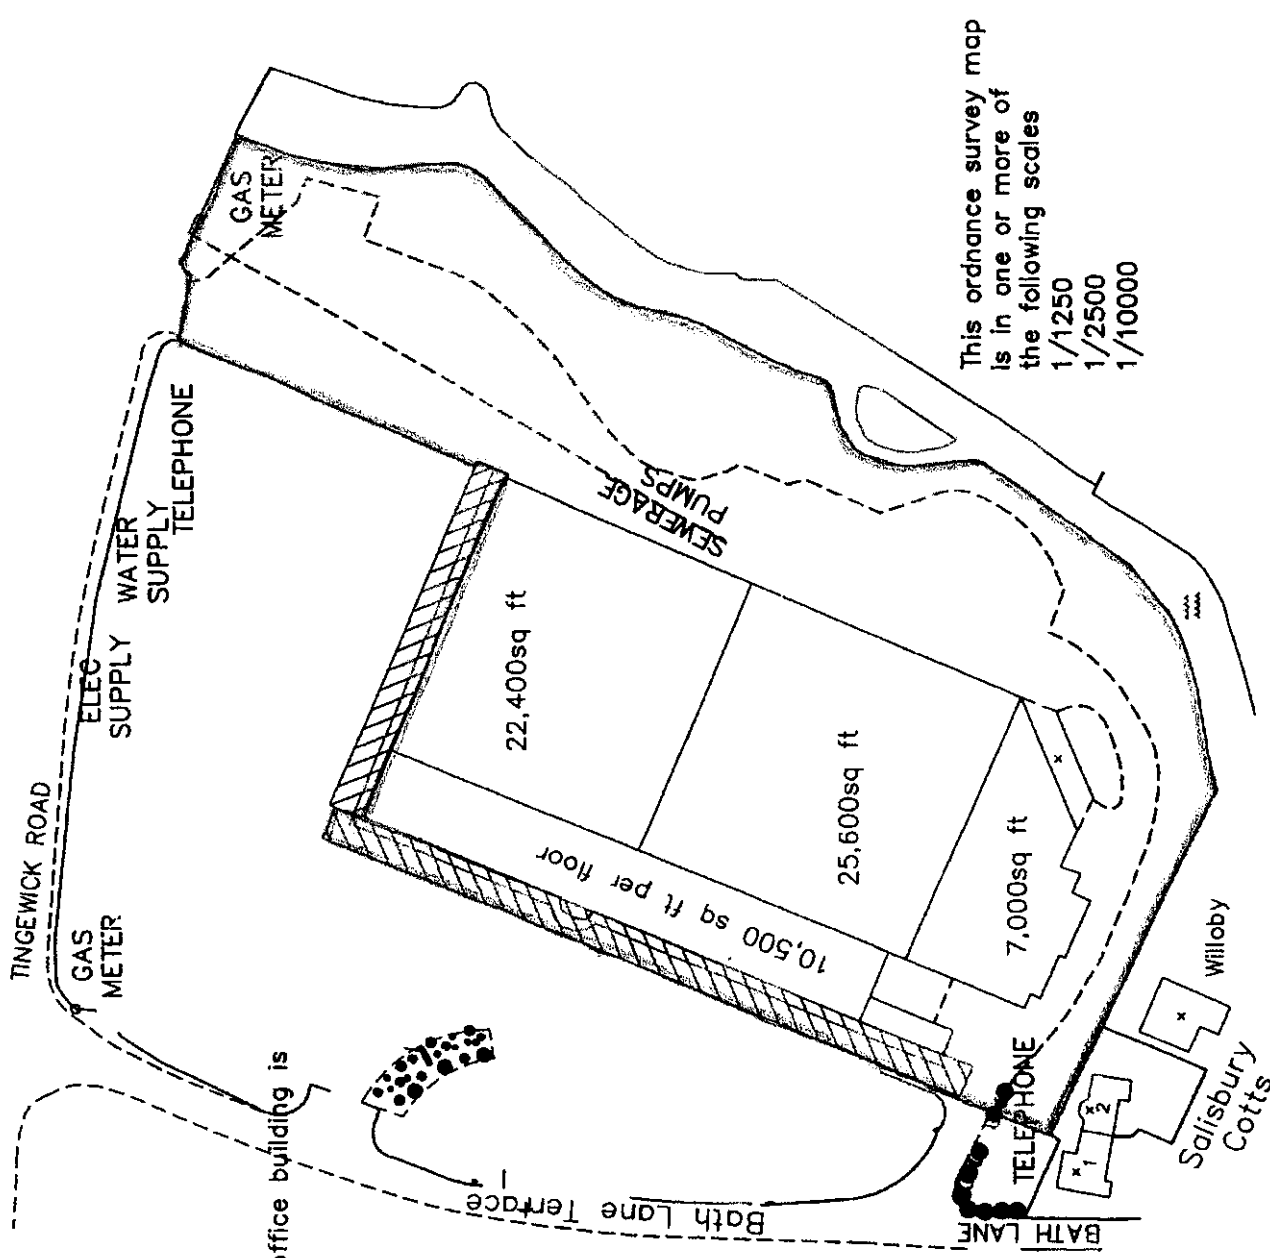 TINGEWICK ROAD
GAS
METER
ELEC
SUPPLY
WATER
SUPPLY
TELEPHONE
GAS
METER
SEWERAGE
PUMPS
22,400sq ft
25,600sq ft
7,000sq ft
10,500 sq ft per floor
office building is
Bath Lane Terrace
BATH LANE
TELEPHONE
1
2
Salisbury
Cotts
Willoby
This ordnance survey map
is in one or more of
the following scales
1/1250
1/2500
1/10000